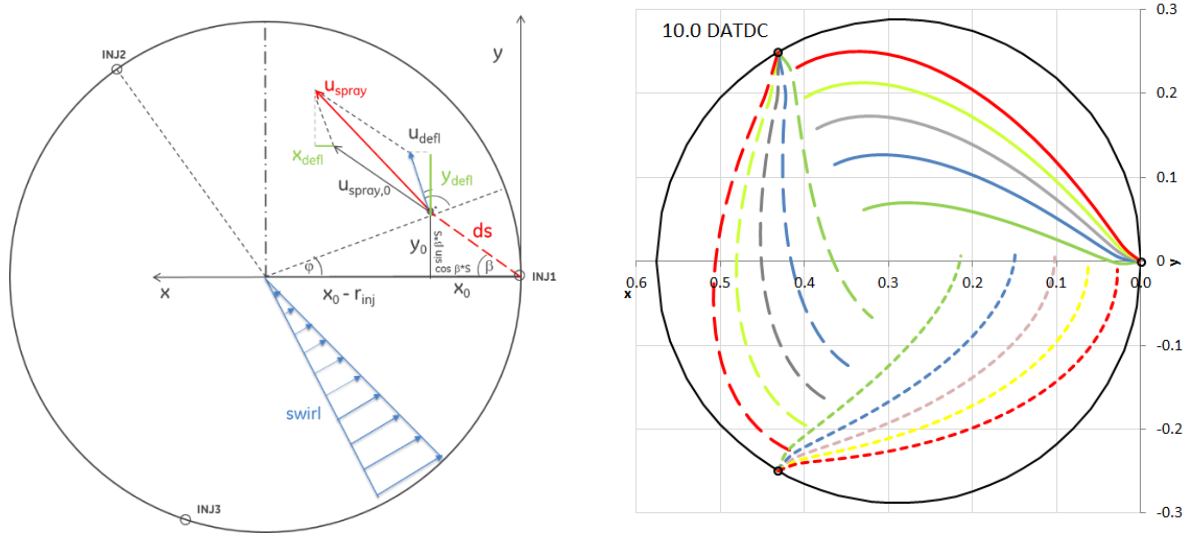 INJ2
y
u_spray
u_defl
x_defl
y_defl
u_spray,0
ds
y_0
S*β sin
cos β*S
φ
β
INJ1
x
x_0 - r_inj
x_0
swirl
INJ3
10.0 DATDC
0.3
0.2
0.1
0
y
0.6
0.5
0.4
0.3
0.2
0.1
0.0
x
-0.1
-0.2
-0.3